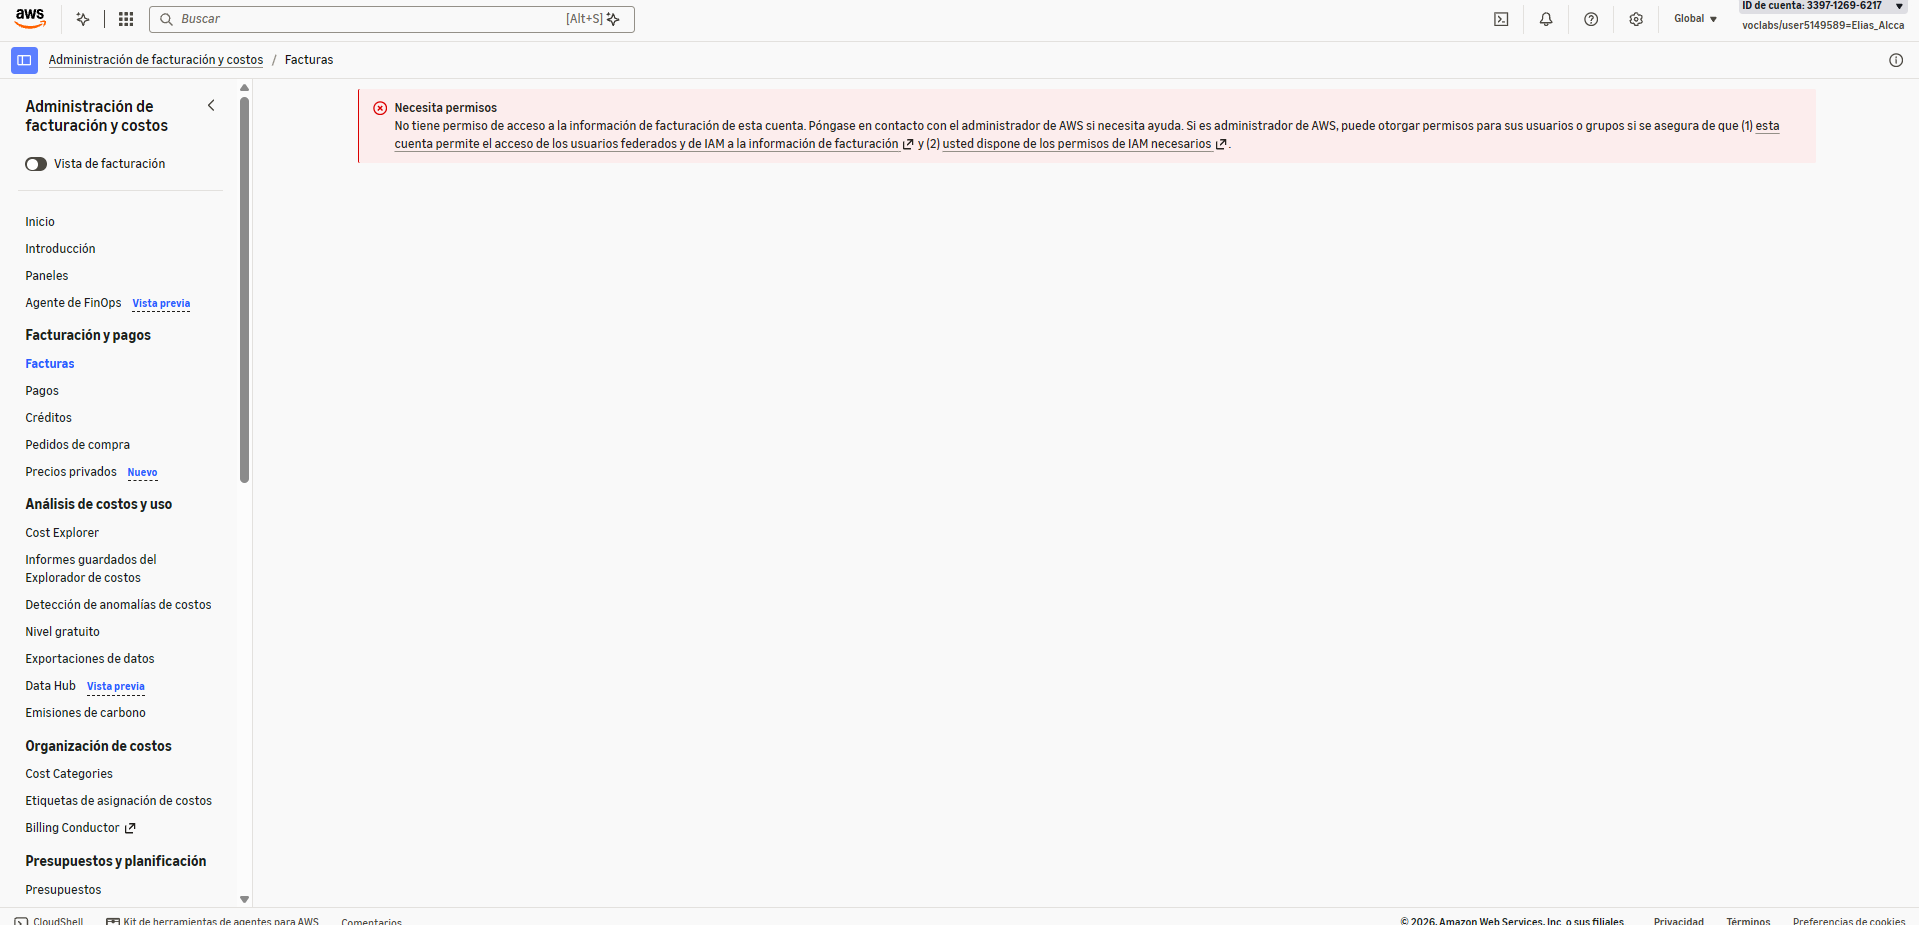 aws
Buscar
[Alt+S]
Global
ID de cuenta: 3397-1269-6217
voclabs/user5149589=Elias_Alcca
Administración de facturación y costos / Facturas
Administración de
facturación y costos
Vista de facturación
Inicio
Introducción
Paneles
Agente de FinOps Vista previa
Facturación y pagos
Facturas
Pagos
Créditos
Pedidos de compra
Precios privados Nuevo
Análisis de costos y uso
Cost Explorer
Informes guardados del
Explorador de costos
Detección de anomalías de costos
Nivel gratuito
Exportaciones de datos
Data Hub Vista previa
Emisiones de carbono
Organización de costos
Cost Categories
Etiquetas de asignación de costos
Billing Conductor
Presupuestos y planificación
Presupuestos
Necesita permisos
No tiene permiso de acceso a la información de facturación de esta cuenta. Póngase en contacto con el administrador de AWS si necesita ayuda. Si es administrador de AWS, puede otorgar permisos para sus usuarios o grupos si se asegura de que (1) esta
cuenta permite el acceso de los usuarios federados y de IAM a la información de facturación y (2) usted dispone de los permisos de IAM necesarios .
CloudShell Kit de herramientas de agentes para AWS Comentarios
© 2026, Amazon Web Services, Inc. o sus filiales Privacidad Términos Preferencias de cookies